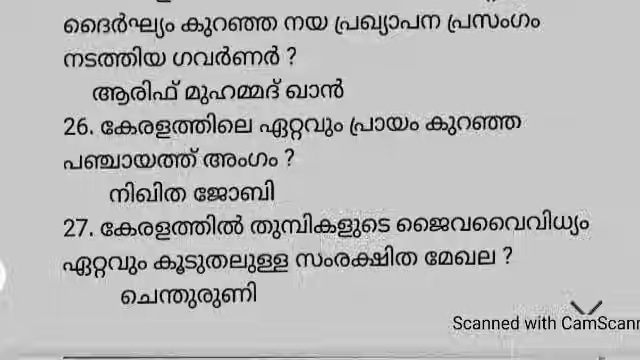 ദൈർഘ്യം കുറഞ്ഞ നയ പ്രഖ്യാപന പ്രസംഗം
നടത്തിയ ഗവർണർ ?
ആരിഫ് മുഹമ്മദ് ഖാൻ
26. കേരളത്തിലെ ഏറ്റവും പ്രായം കുറഞ്ഞ
പഞ്ചായത്ത് അംഗം ?
നിഖിത ജോബി
27. കേരളത്തിൽ തുമ്പികളുടെ ജൈവവൈവിധ്യം
ഏറ്റവും കൂടുതലുള്ള സംരക്ഷിത മേഖല ?
ചെന്തുരുണി
Scanned with CamScann